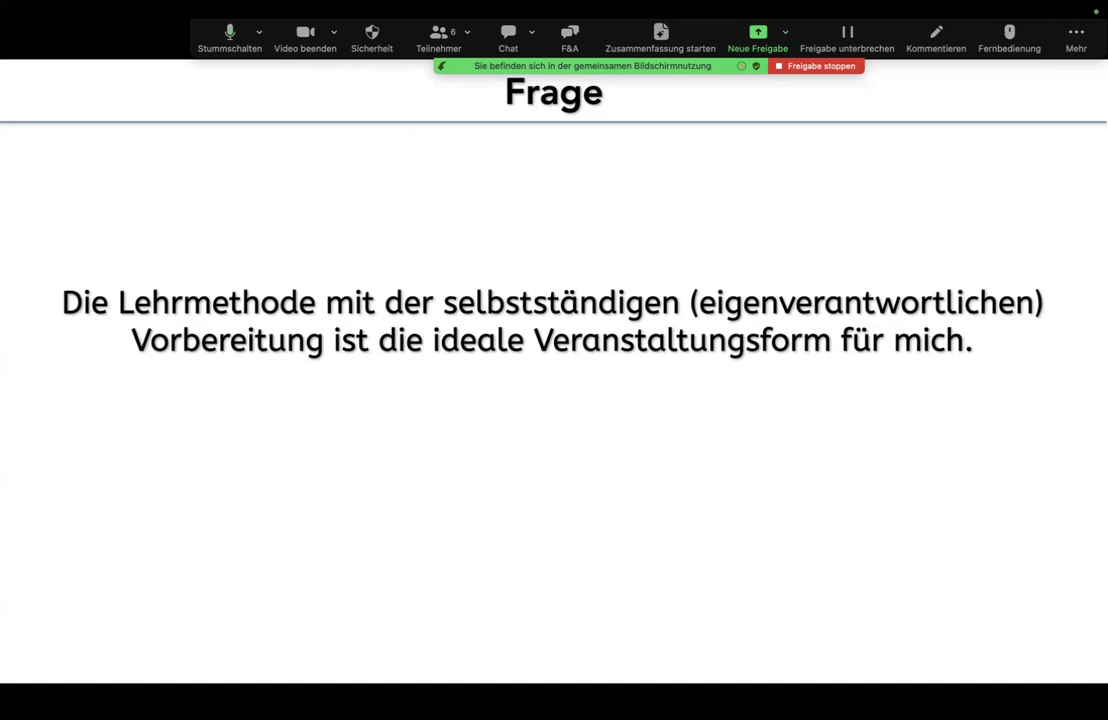 Stummschalten
Video beenden
Sicherheit
6
Teilnehmer
Chat
F&A
Zusammenfassung starten
Neue Freigabe
Freigabe unterbrechen
Kommentieren
Fernbedienung
Mehr
Sie befinden sich in der gemeinsamen Bildschirmnutzung
Freigabe stoppen
Frage
Die Lehrmethode mit der selbstständigen (eigenverantwortlichen)
Vorbereitung ist die ideale Veranstaltungsform für mich.